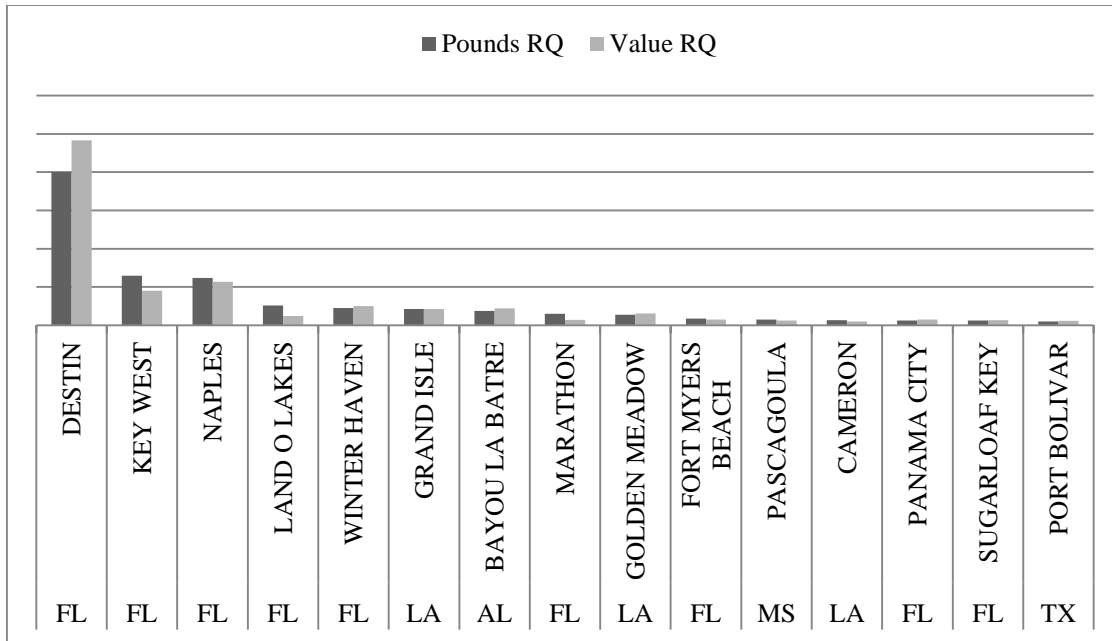 Pounds RQ Value RQ
DESTIN
KEY WEST
NAPLES
LAND O LAKES
WINTER HAVEN
GRAND ISLE
BAYOU LA BATRE
MARATHON
GOLDEN MEADOW
FORT MYERS
BEACH
PASCAGOULA
CAMERON
PANAMA CITY
SUGARLOAF KEY
PORT BOLIVAR
FL FL FL FL FL LA AL FL LA FL MS LA FL FL TX